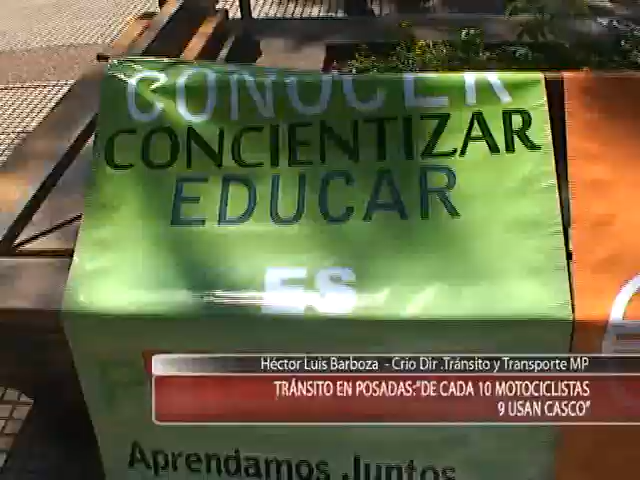 CONOCER
CONCIENTIZAR
EDUCAR
ES
Héctor Luis Barboza - Crio Dir .Tránsito y Transporte MP
TRÁNSITO EN POSADAS:"DE CADA 10 MOTOCICLISTAS
9 USAN CASCO"
Aprendamos Juntos